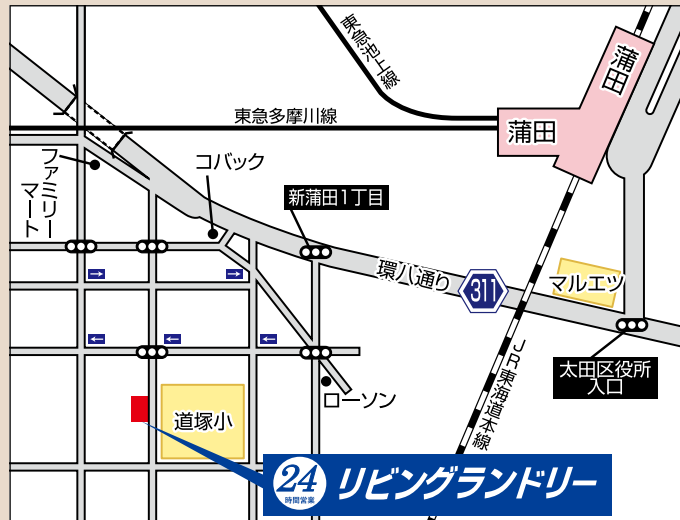 東急池上線
蒲田
東急多摩川線
蒲田
ファミリー
マート
コバック
新蒲田1丁目
環八通り
311
マルエツ
太田区役所
入口
JR東海道本線
ローソン
道塚小
24
時間営業
リビングランドリー